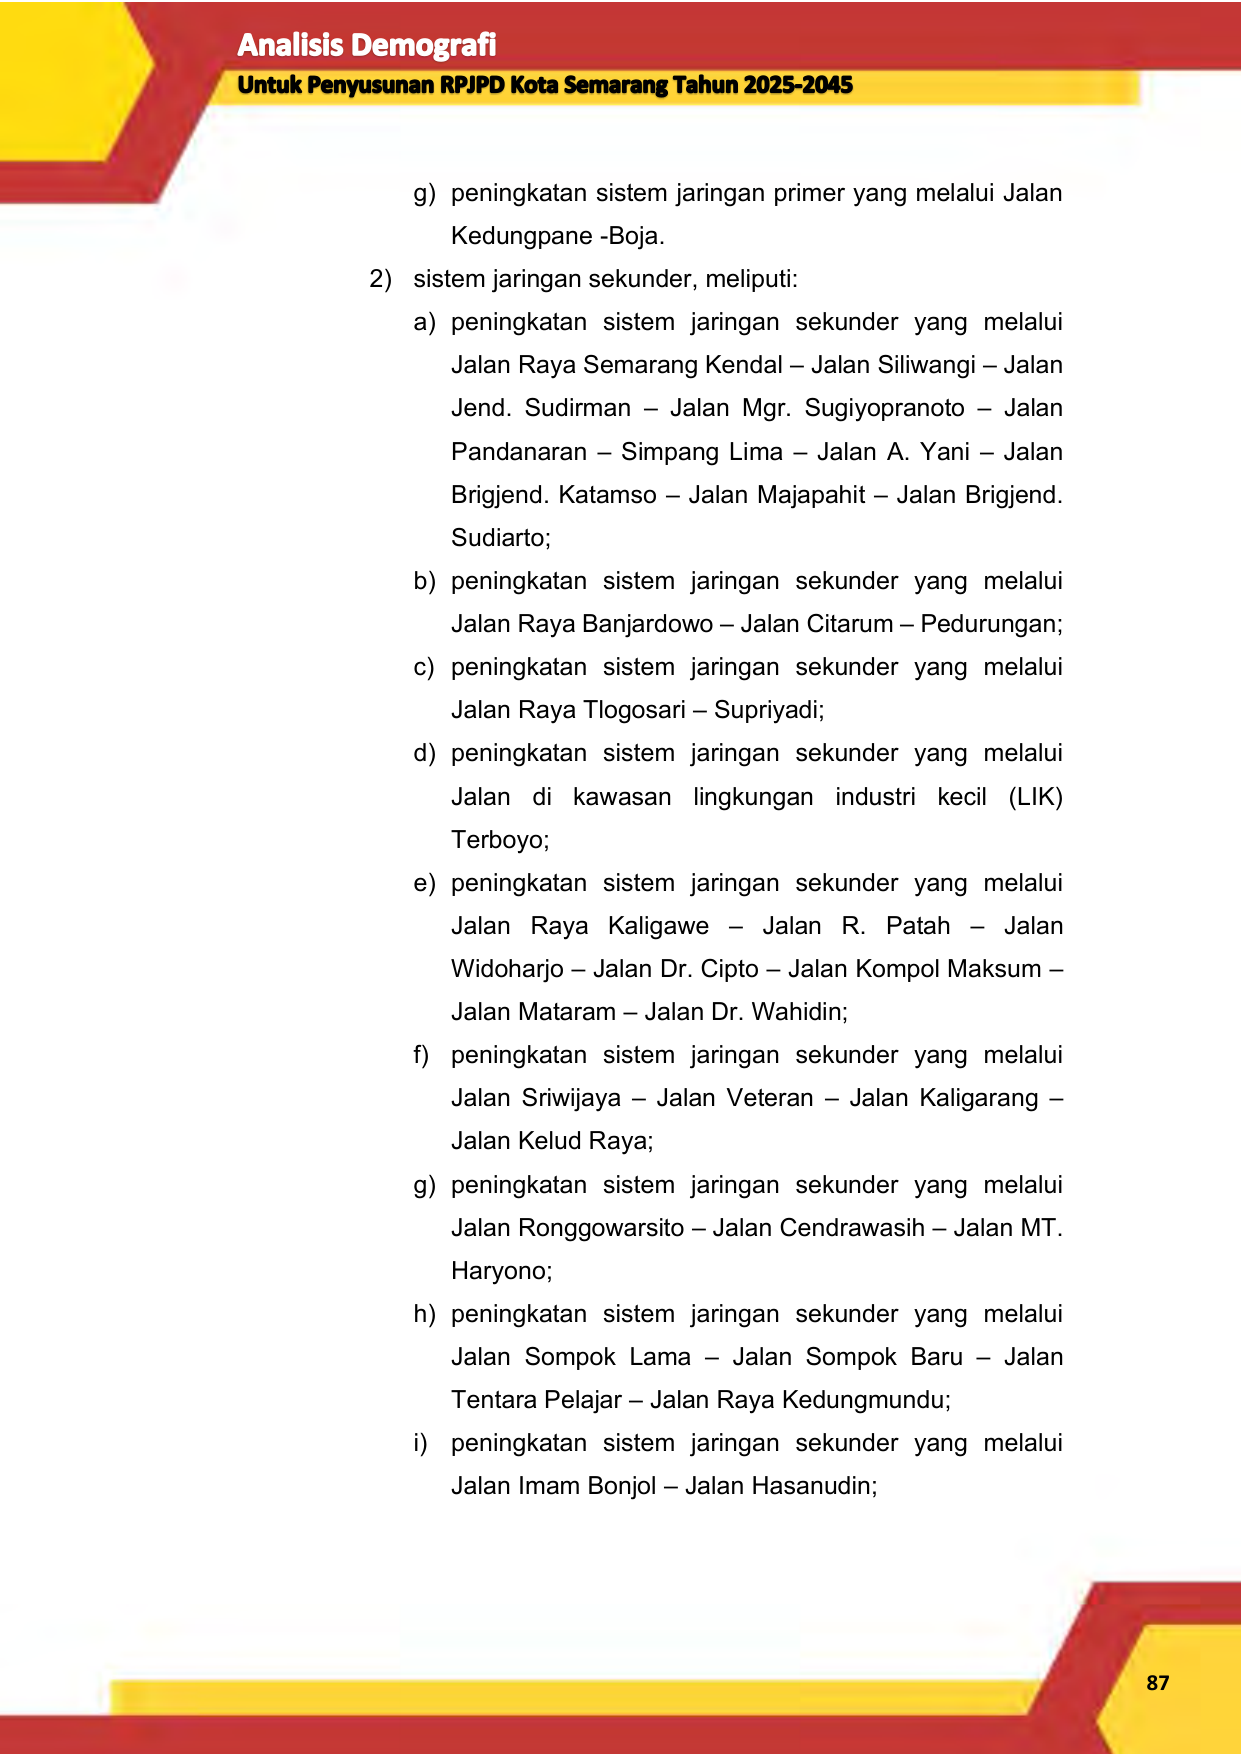 Analisis Demografi
Untuk Penyusunan RPJPD Kota Semarang Tahun 2025-2045
g) peningkatan sistem jaringan primer yang melalui Jalan
Kedungpane -Boja.
2) sistem jaringan sekunder, meliputi:
a) peningkatan sistem jaringan sekunder yang melalui
Jalan Raya Semarang Kendal – Jalan Siliwangi – Jalan
Jend. Sudirman – Jalan Mgr. Sugiyopranoto – Jalan
Pandanaran – Simpang Lima – Jalan A. Yani – Jalan
Brigjend. Katamso – Jalan Majapahit – Jalan Brigjend.
Sudiarto;
b) peningkatan sistem jaringan sekunder yang melalui
Jalan Raya Banjardowo – Jalan Citarum – Pedurungan;
c) peningkatan sistem jaringan sekunder yang melalui
Jalan Raya Tlogosari – Supriyadi;
d) peningkatan sistem jaringan sekunder yang melalui
Jalan di kawasan lingkungan industri kecil (LIK)
Terboyo;
e) peningkatan sistem jaringan sekunder yang melalui
Jalan Raya Kaligawe – Jalan R. Patah – Jalan
Widoharjo – Jalan Dr. Cipto – Jalan Kompol Maksum –
Jalan Mataram – Jalan Dr. Wahidin;
f) peningkatan sistem jaringan sekunder yang melalui
Jalan Sriwijaya – Jalan Veteran – Jalan Kaligarang –
Jalan Kelud Raya;
g) peningkatan sistem jaringan sekunder yang melalui
Jalan Ronggowarsito – Jalan Cendrawasih – Jalan MT.
Haryono;
h) peningkatan sistem jaringan sekunder yang melalui
Jalan Sompok Lama – Jalan Sompok Baru – Jalan
Tentara Pelajar – Jalan Raya Kedungmundu;
i) peningkatan sistem jaringan sekunder yang melalui
Jalan Imam Bonjol – Jalan Hasanudin;
87